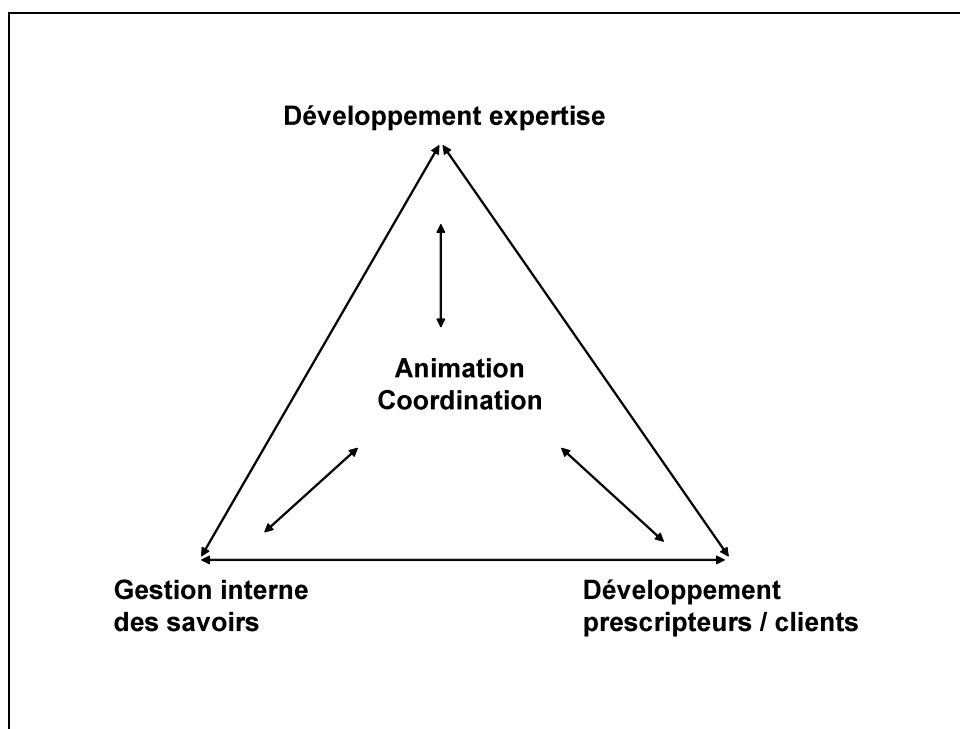 Développement expertise
Animation
Coordination
Gestion interne
des savoirs
Développement
prescripteurs / clients